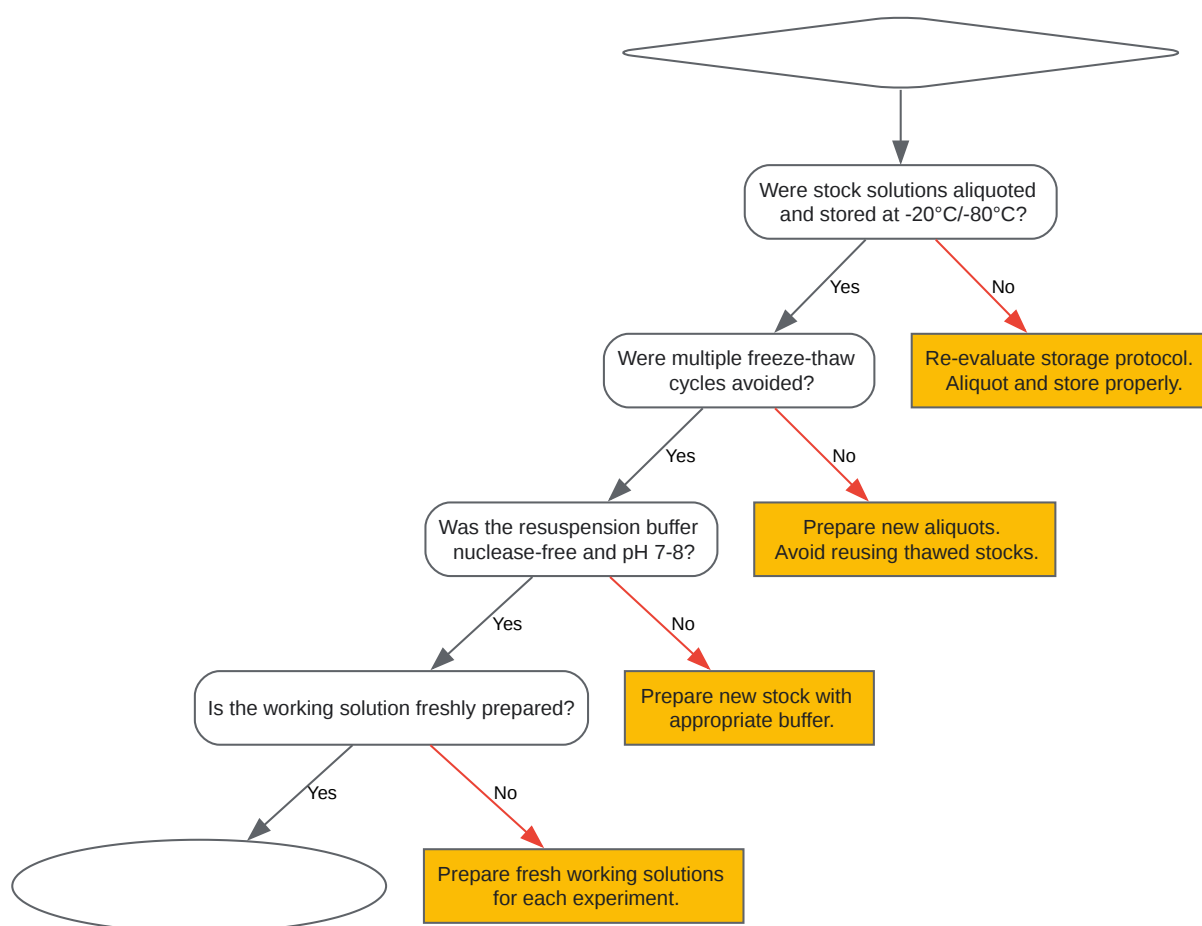 Were stock solutions aliquoted
and stored at -20°C/-80°C?
Yes
No
Were multiple freeze-thaw
cycles avoided?
Re-evaluate storage protocol.
Aliquot and store properly.
Yes
No
Was the resuspension buffer
nuclease-free and pH 7-8?
Prepare new aliquots.
Avoid reusing thawed stocks.
Yes
No
Is the working solution freshly prepared?
Prepare new stock with
appropriate buffer.
Yes
No
Prepare fresh working solutions
for each experiment.